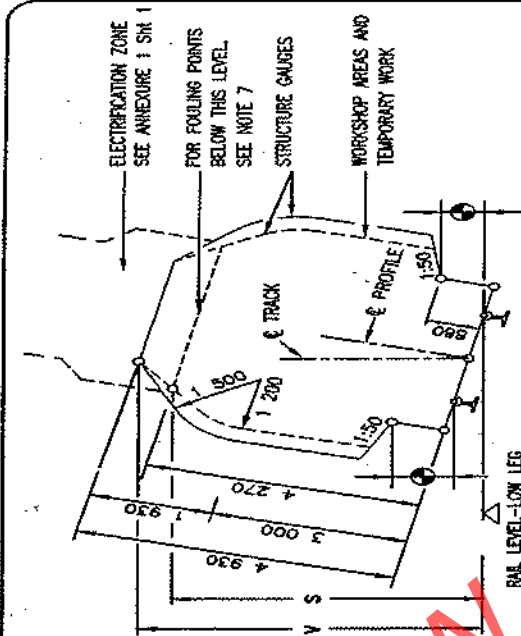 ELECTRIFICATION ZONE
SEE ANNEXURE 1 Sht 1
FOR FOULING POINTS
BELOW THIS LEVEL.
SEE NOTE 7
STRUCTURE GAUGES
WORKSHOP AREAS AND
TEMPORARY WORK
℄ TRACK
℄ PROFILE
1 500
1 200
1:50
1:50
880
4 270
1 930
3 000
4 930
S
V
RAIL LEVEL-LOW LEG